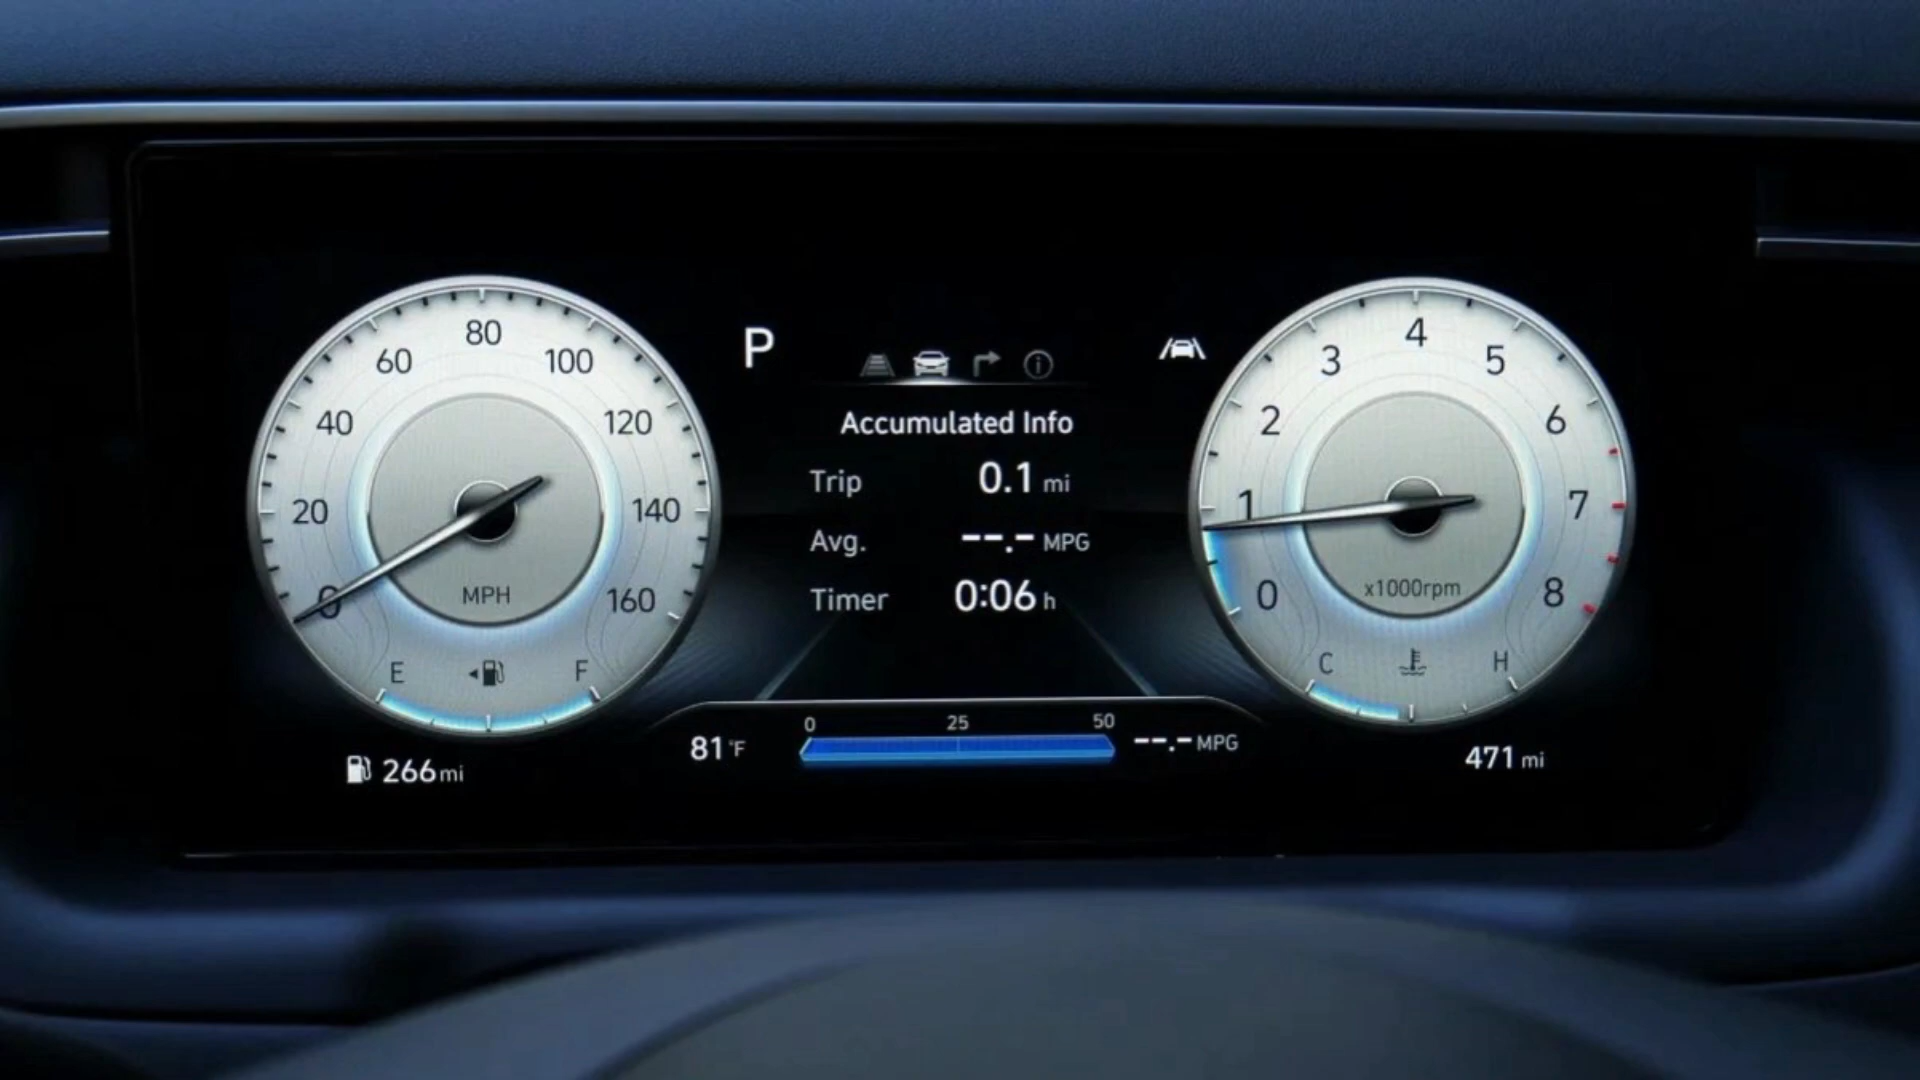 80
60
100
40
120
20
140
0
160
MPH
E
F
266 mi
P
Accumulated Info
Trip 0.1 mi
Avg. --.- MPG
Timer 0:06 h
0 25 50
81 °F
--.- MPG
4
3
5
2
6
1
7
0
8
x1000rpm
C
H
471 mi